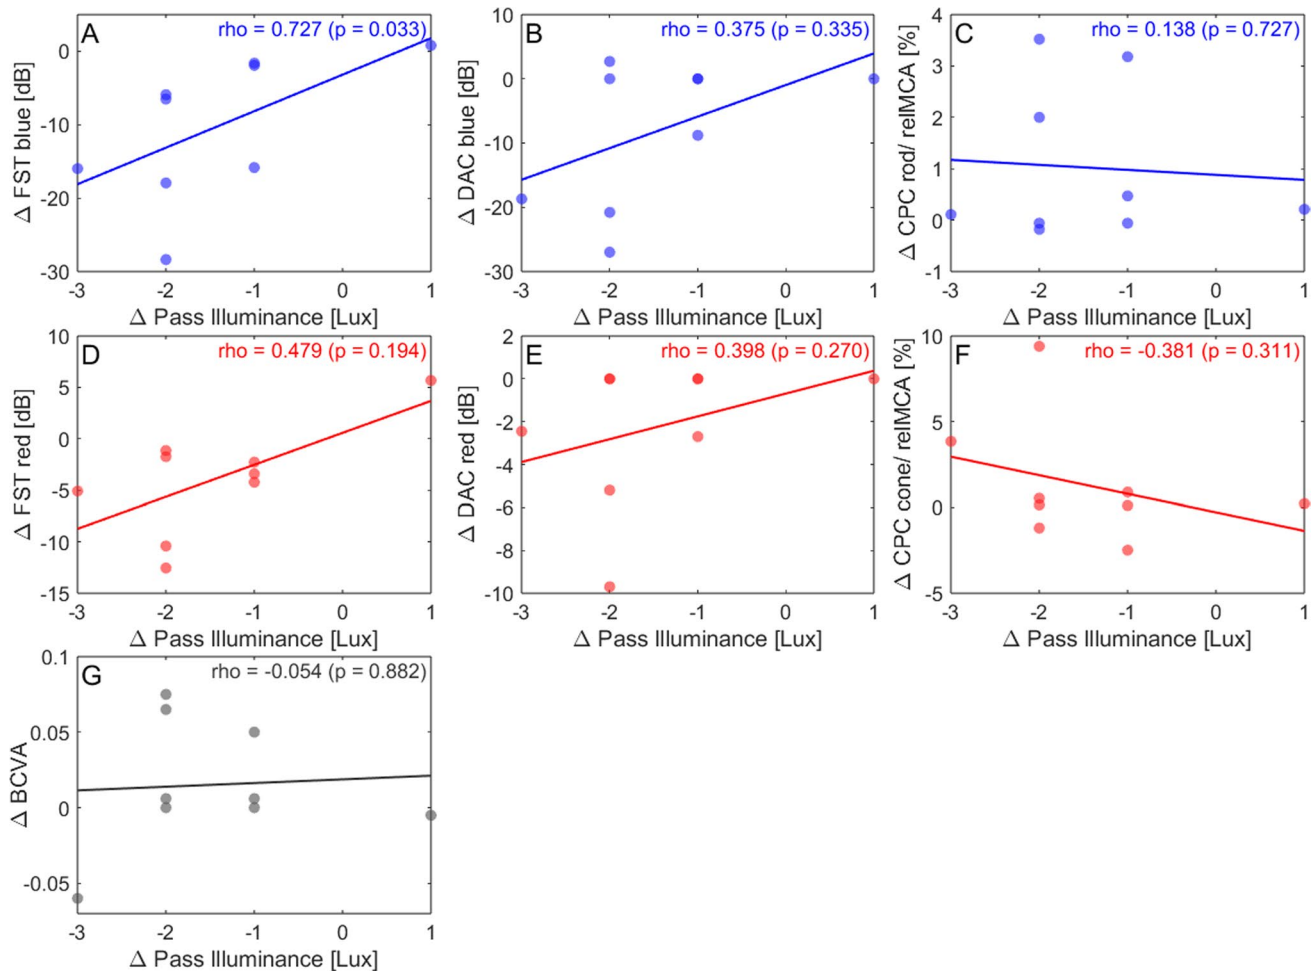 A
rho = 0.727 (p = 0.033)
0
-10
-20
-30
Δ FST blue [dB]
-3 -2 -1 0 1
Δ Pass Illuminance [Lux]
B
rho = 0.375 (p = 0.335)
10
0
-10
-20
-30
Δ DAC blue [dB]
-3 -2 -1 0 1
Δ Pass Illuminance [Lux]
C
rho = 0.138 (p = 0.727)
4
3
2
1
0
-1
Δ CPC rod/ relMCA [%]
-3 -2 -1 0 1
Δ Pass Illuminance [Lux]
D
rho = 0.479 (p = 0.194)
10
5
0
-5
-10
-15
Δ FST red [dB]
-3 -2 -1 0 1
Δ Pass Illuminance [Lux]
E
rho = 0.398 (p = 0.270)
2
0
-2
-4
-6
-8
-10
Δ DAC red [dB]
-3 -2 -1 0 1
Δ Pass Illuminance [Lux]
F
rho = -0.381 (p = 0.311)
10
5
0
-5
Δ CPC cone/ relMCA [%]
-3 -2 -1 0 1
Δ Pass Illuminance [Lux]
G
rho = -0.054 (p = 0.882)
0.1
0.05
0
-0.05
Δ BCVA
-3 -2 -1 0 1
Δ Pass Illuminance [Lux]